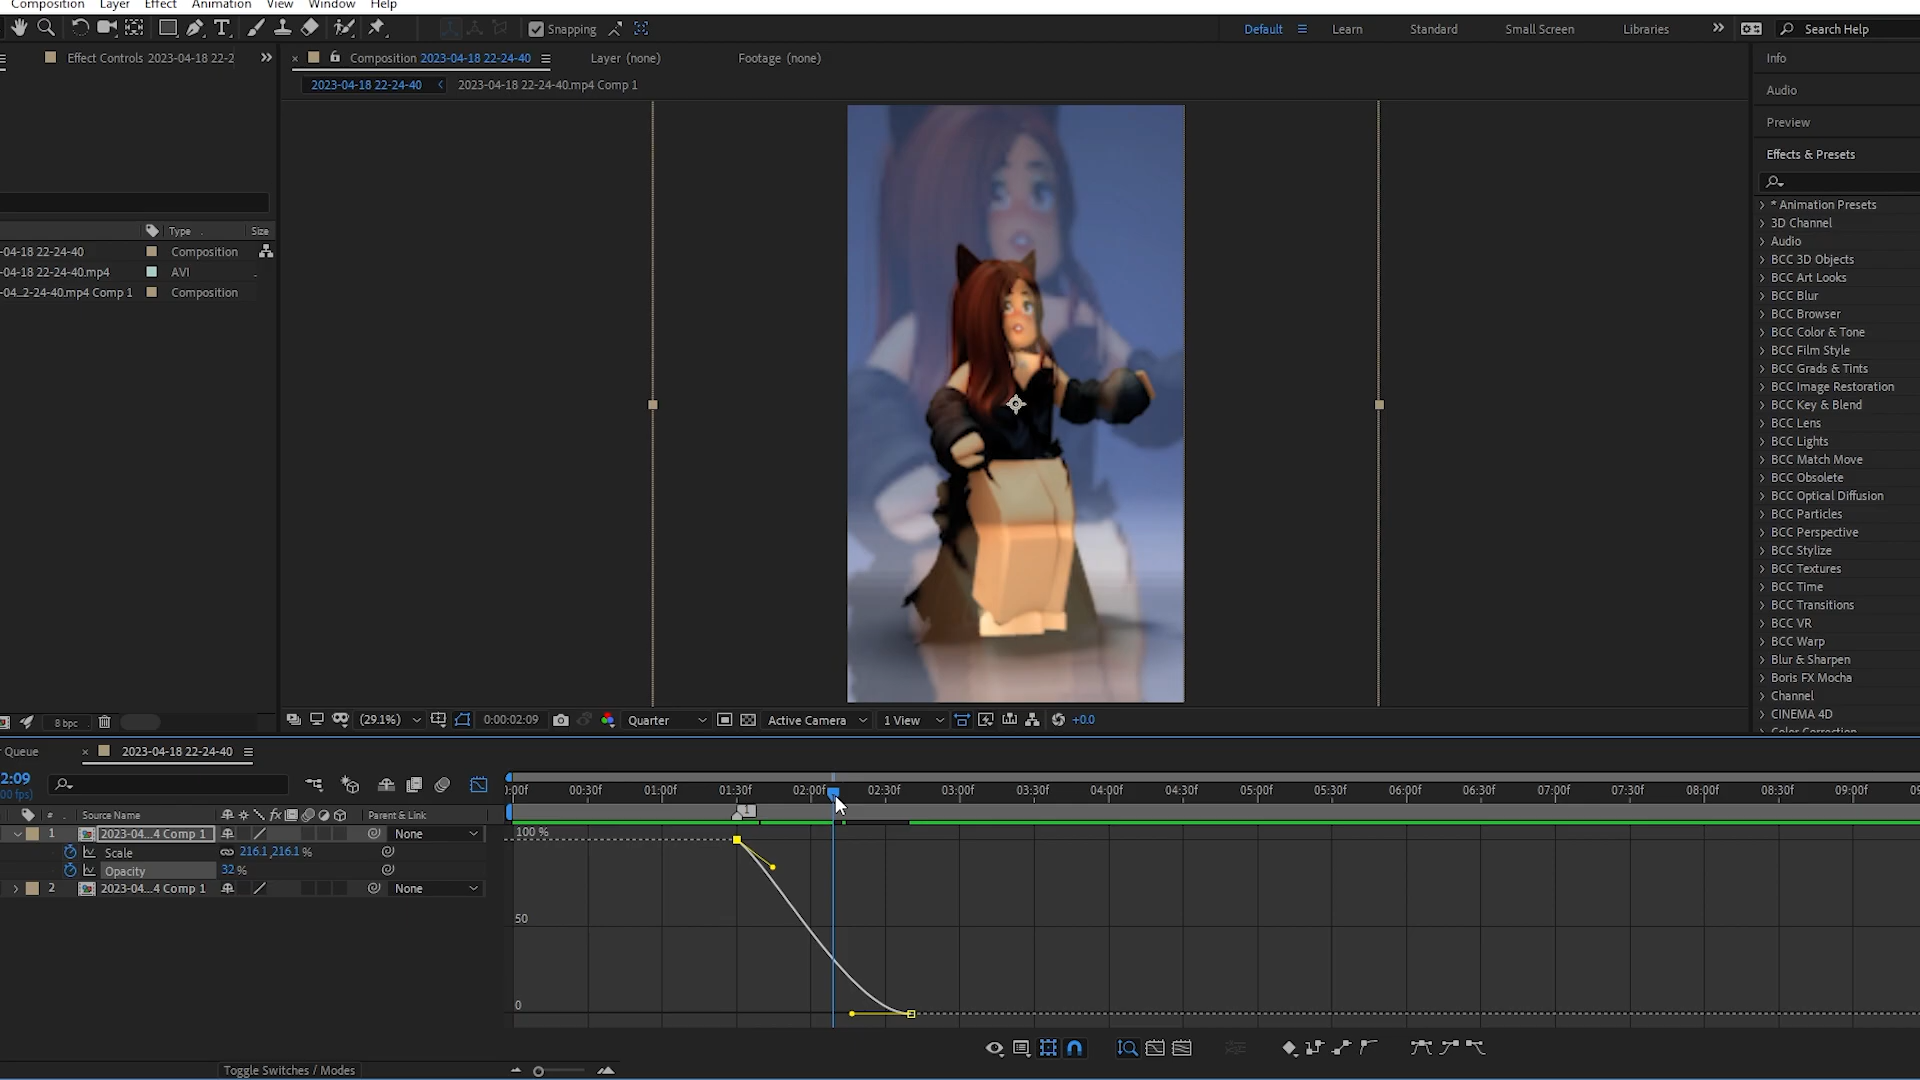 Composition Layer Effect Animation View Window Help
Snapping
Default Learn Standard Small Screen Libraries Search Help
Effect Controls 2023-04-18 22-2
Composition 2023-04-18 22-24-40 Layer (none) Footage (none)
2023-04-18 22-24-40 2023-04-18 22-24-40.mp4 Comp 1
Info
Audio
Preview
Effects & Presets
* Animation Presets
3D Channel
Audio
BCC 3D Objects
BCC Art Looks
BCC Blur
BCC Browser
BCC Color & Tone
BCC Film Style
BCC Grads & Tints
BCC Image Restoration
BCC Key & Blend
BCC Lens
BCC Lights
BCC Match Move
BCC Obsolete
BCC Optical Diffusion
BCC Particles
BCC Perspective
BCC Stylize
BCC Textures
BCC Time
BCC Transitions
BCC VR
BCC Warp
Blur & Sharpen
Boris FX Mocha
Channel
CINEMA 4D
Color Correction
Type Size
-04-18 22-24-40 Composition
-04-18 22-24-40.mp4 AVI
-04...2-24-40.mp4 Comp 1 Composition
8 bpc
(29.1%) 0:00:02:09 Quarter Active Camera 1 View +0.0
r Queue 2023-04-18 22-24-40
2:09
00 fps)
:00f 00:30f 01:00f 01:30f 02:00f 02:30f 03:00f 03:30f 04:00f 04:30f 05:00f 05:30f 06:00f 06:30f 07:00f 07:30f 08:00f 08:30f 09
# Source Name fx Parent & Link
1
1 2023-04...4 Comp 1 None
Scale 216.1,216.1 %
Opacity 32 %
2 2023-04...4 Comp 1 None
100 %
50
0
Toggle Switches / Modes